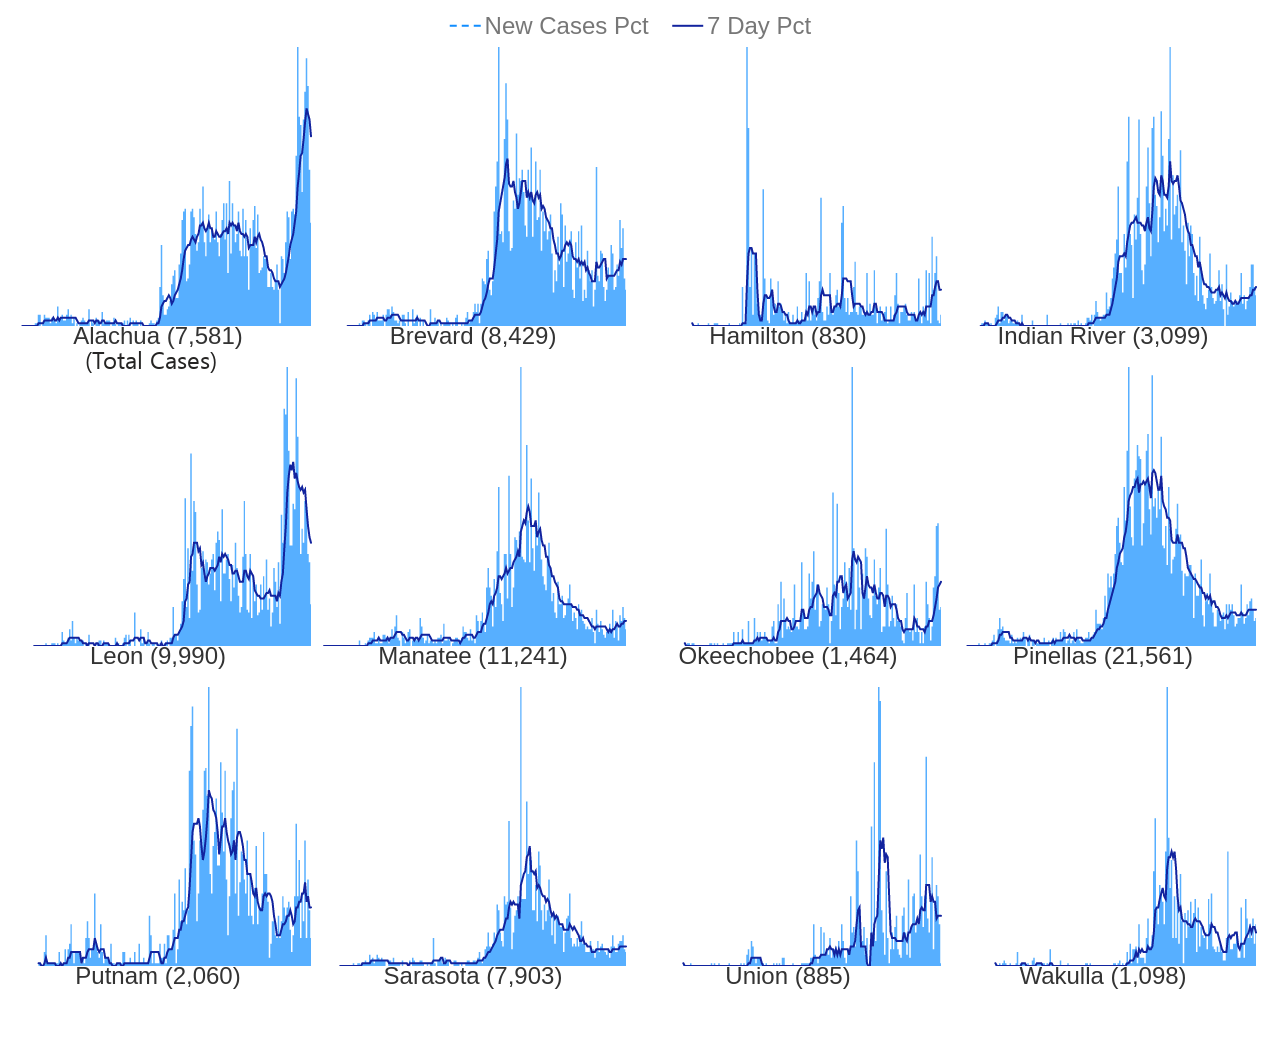 New Cases Pct 7 Day Pct
Alachua (7,581) Brevard (8,429) Hamilton (830) Indian River (3,099)
(Total Cases)
Leon (9,990) Manatee (11,241) Okeechobee (1,464) Pinellas (21,561)
Putnam (2,060) Sarasota (7,903) Union (885) Wakulla (1,098)